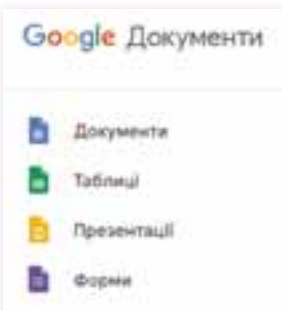 Google Документи
Документи
Таблиці
Презентації
Форми